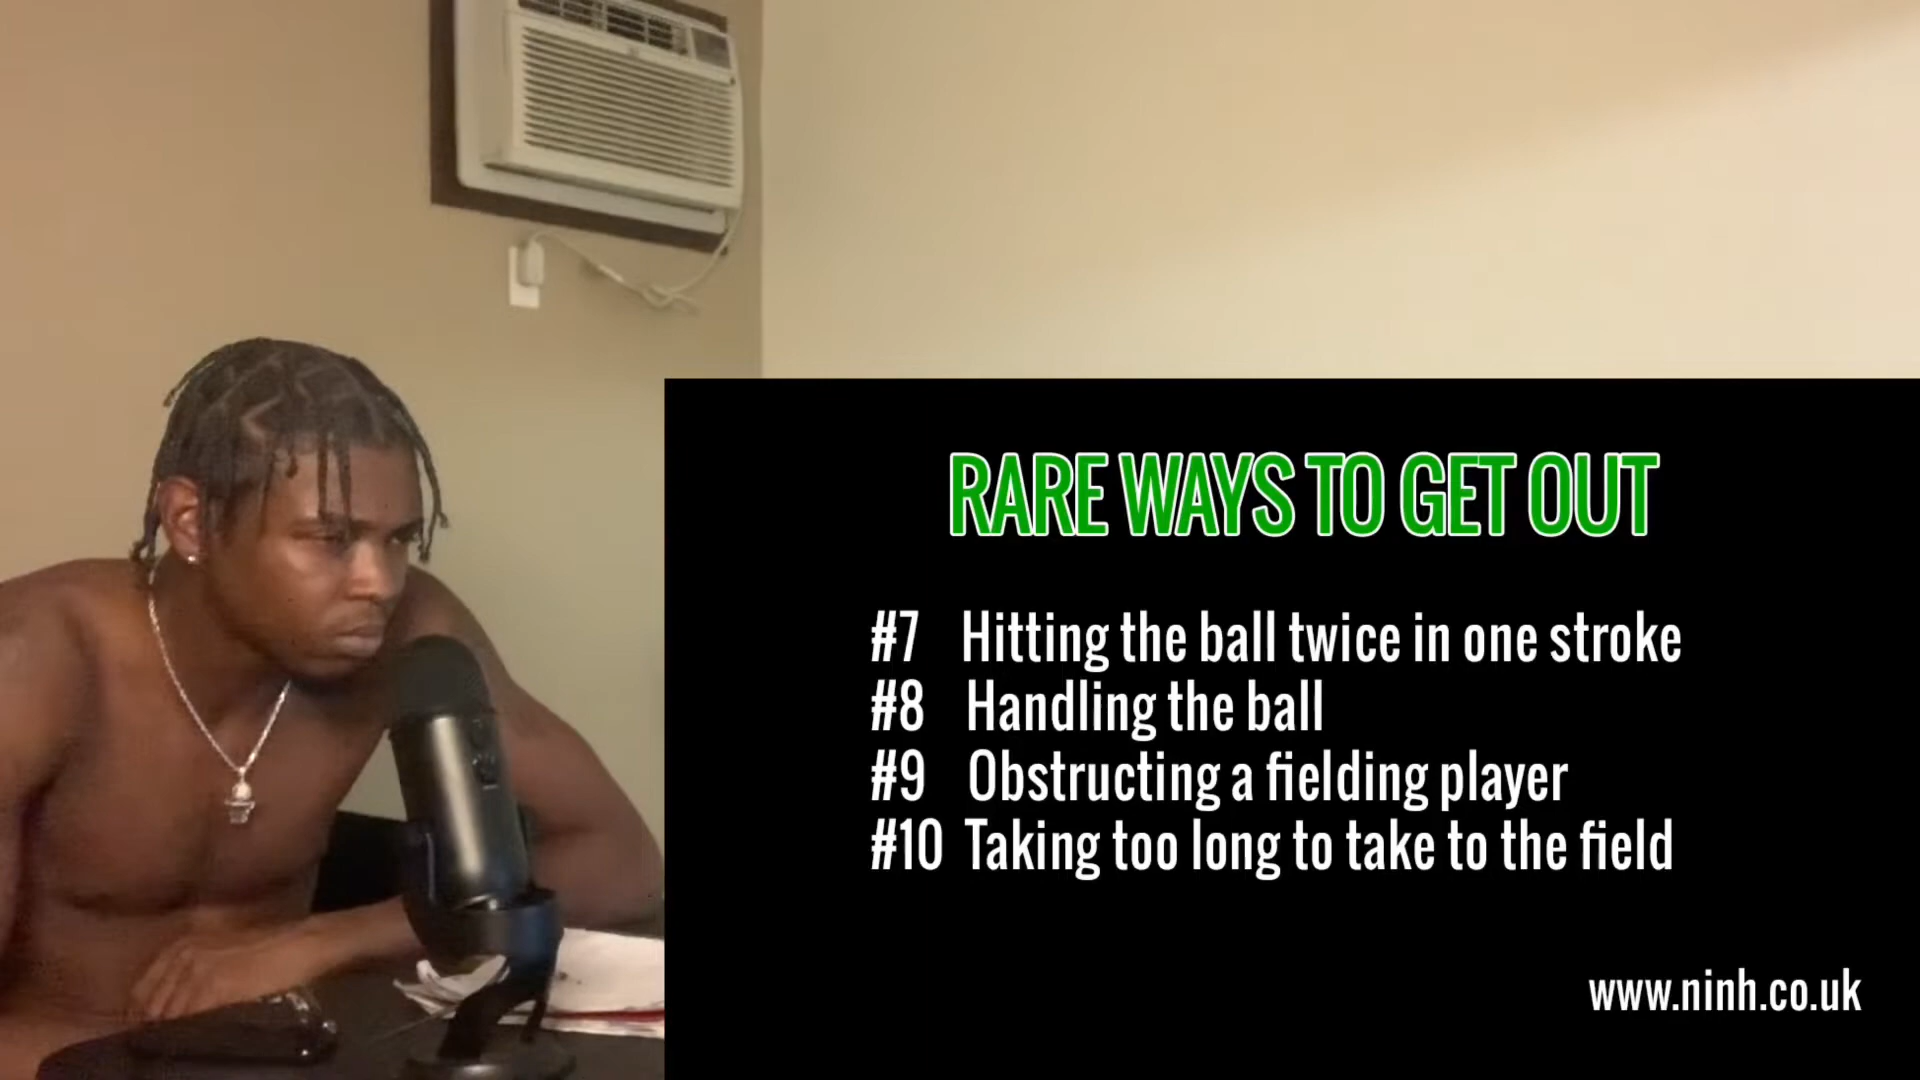 RARE WAYS TO GET OUT
#7 Hitting the ball twice in one stroke
#8 Handling the ball
#9 Obstructing a fielding player
#10 Taking too long to take to the field
www.ninh.co.uk